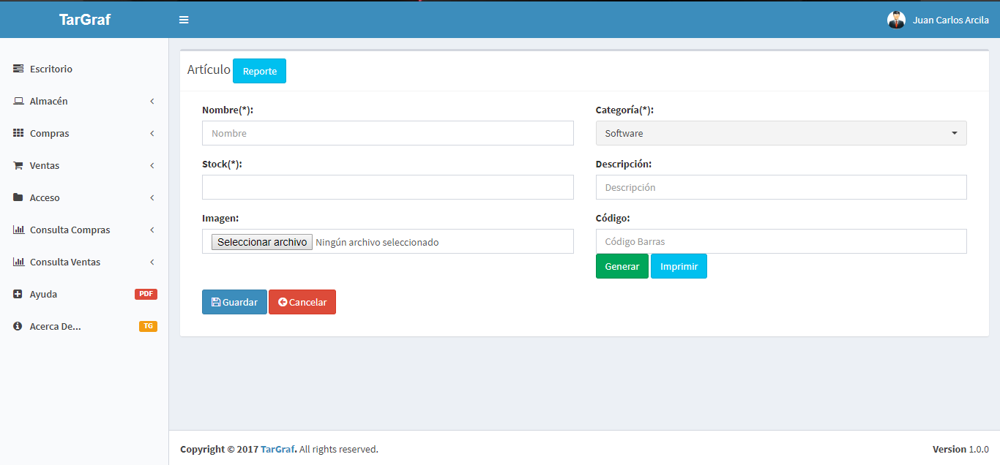 TarGraf
Juan Carlos Arcila
Escritorio
Almacén
Compras
Ventas
Acceso
Consulta Compras
Consulta Ventas
Ayuda PDF
Acerca De... TG
Artículo Reporte
Nombre(*):
Nombre
Categoría(*):
Software
Stock(*):
Descripción:
Descripción
Imagen:
Seleccionar archivo Ningún archivo seleccionado
Código:
Código Barras
Generar Imprimir
Guardar Cancelar
Copyright © 2017 TarGraf. All rights reserved.
Version 1.0.0